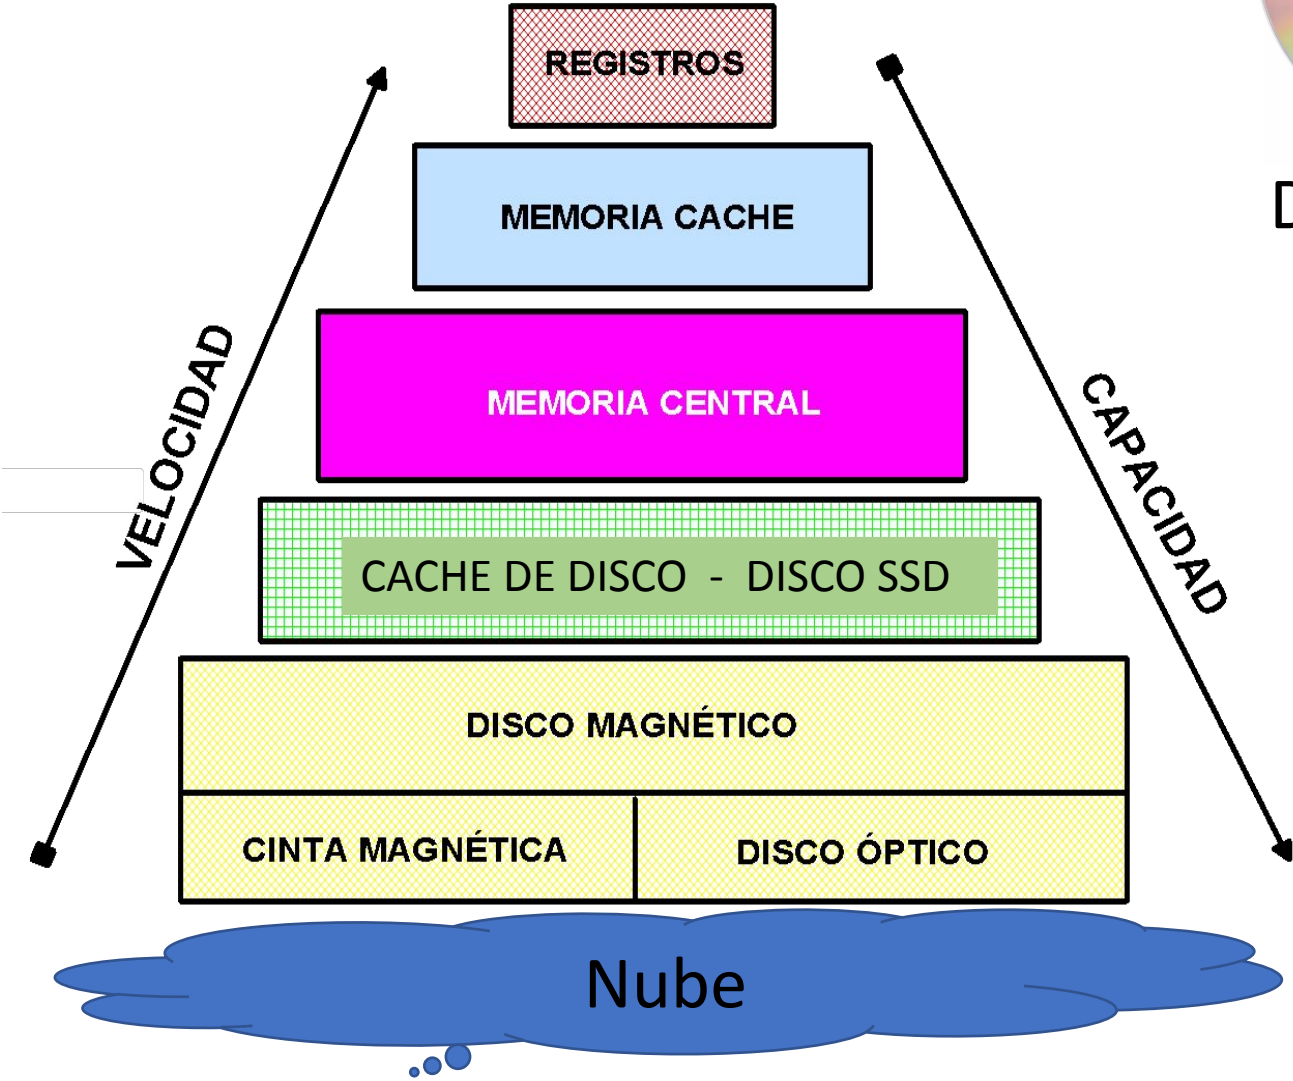 REGISTROS
MEMORIA CACHE
MEMORIA CENTRAL
VELOCIDAD
CAPACIDAD
CACHE DE DISCO - DISCO SSD
DISCO MAGNÉTICO
CINTA MAGNÉTICA
DISCO ÓPTICO
Nube